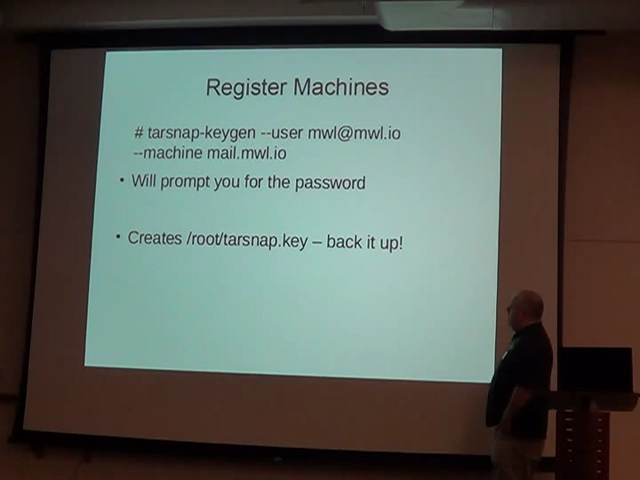 Register Machines
# tarsnap-keygen --user mwl@mwl.io
--machine mail.mwl.io
• Will prompt you for the password
• Creates /root/tarsnap.key – back it up!